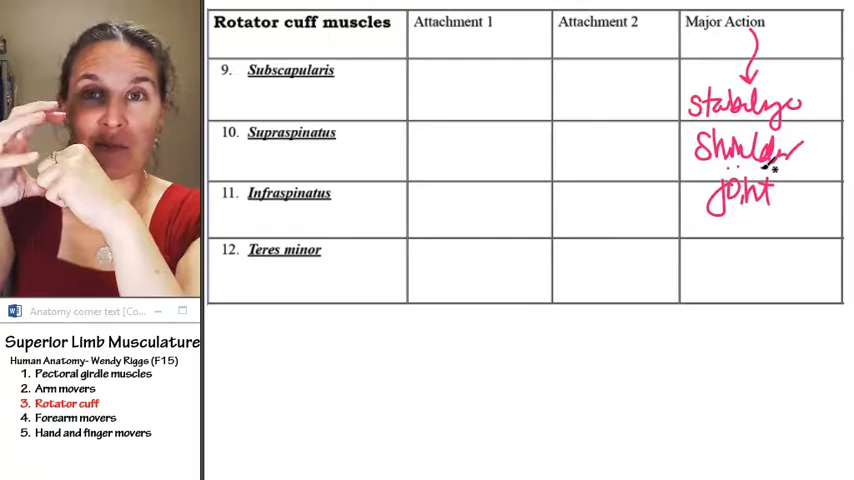 Rotator cuff muscles Attachment 1 Attachment 2 Major Action
9. Subscapularis
stabilize
10. Supraspinatus
shoulder
11. Infraspinatus
joint
12. Teres minor
Anatomy corner text [Co...
Superior Limb Musculature
Human Anatomy- Wendy Riggs (F15)
1. Pectoral girdle muscles
2. Arm movers
3. Rotator cuff
4. Forearm movers
5. Hand and finger movers